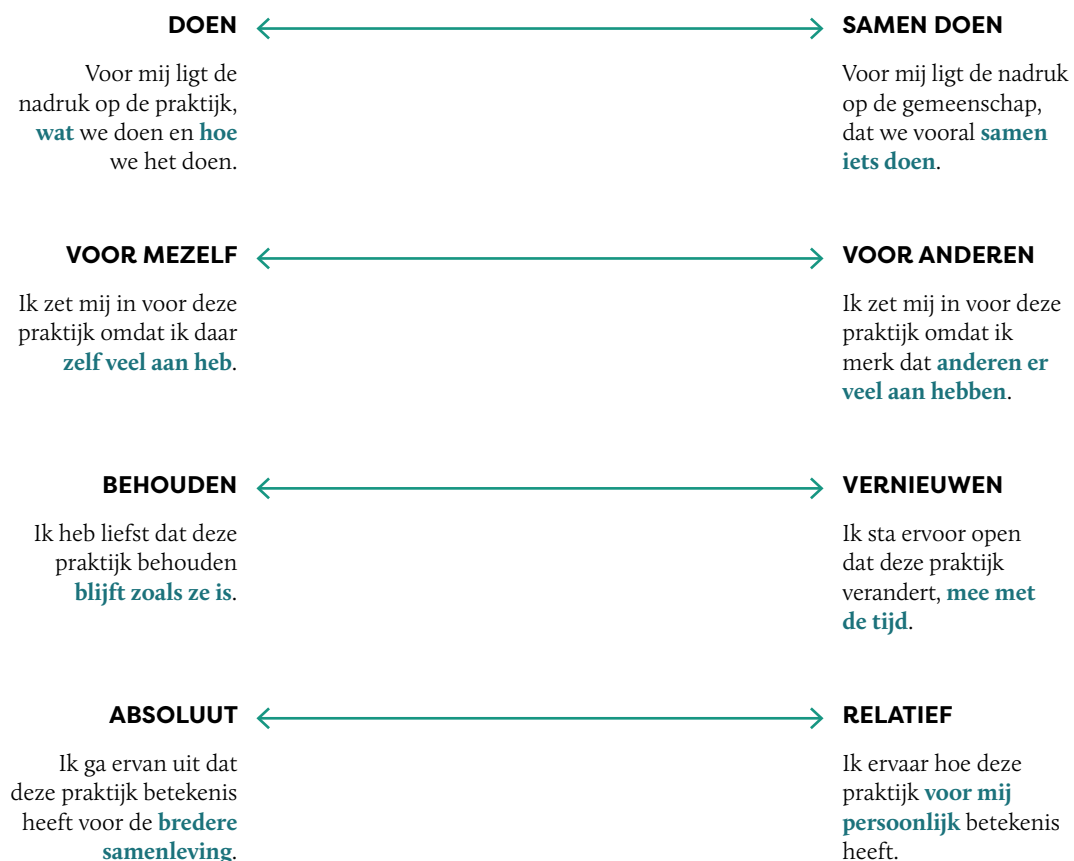 DOEN
SAMEN DOEN
Voor mij ligt de
nadruk op de praktijk,
wat we doen en hoe
we het doen.
Voor mij ligt de nadruk
op de gemeenschap,
dat we vooral samen
iets doen.
VOOR MEZELF
VOOR ANDEREN
Ik zet mij in voor deze
praktijk omdat ik daar
zelf veel aan heb.
Ik zet mij in voor deze
praktijk omdat ik
merk dat anderen er
veel aan hebben.
BEHOUDEN
VERNIEUWEN
Ik heb liefst dat deze
praktijk behouden
blijft zoals ze is.
Ik sta ervoor open
dat deze praktijk
verandert, mee met
de tijd.
ABSOLUUT
RELATIEF
Ik ga ervan uit dat
deze praktijk betekenis
heeft voor de bredere
samenleving.
Ik ervaar hoe deze
praktijk voor mij
persoonlijk betekenis
heeft.